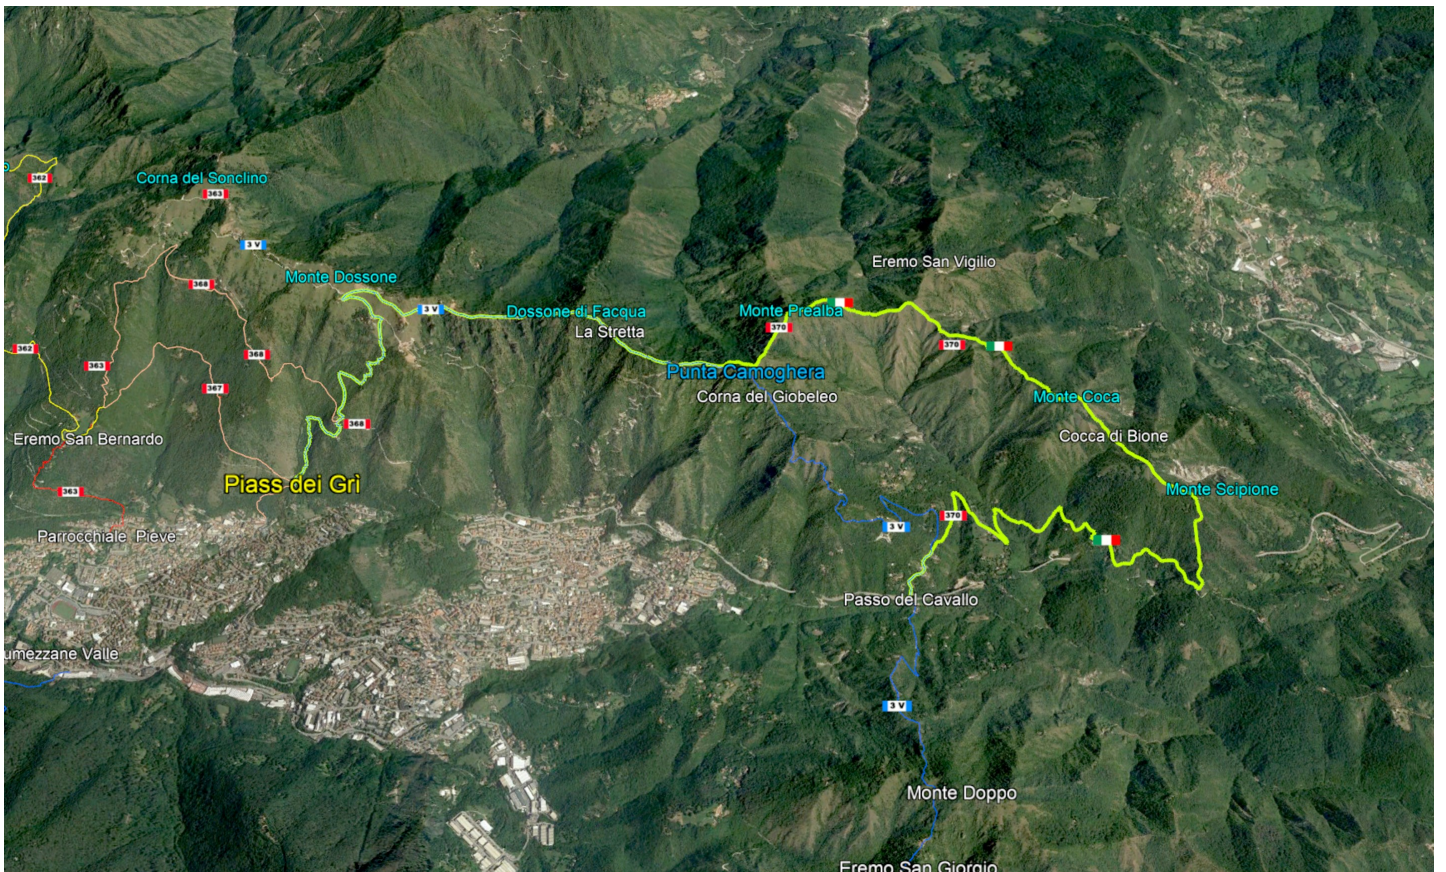 362
Corna del Sonclino
363
3 V
Eremo San Vigilio
Monte Dossone
368
3 V
Dossone di Facqua
Monte Prealba
La Stretta
370
370
362
368
363
Punta Camoghera
367
Corna del Giobeleo
Monte Coca
368
Cocca di Bione
Eremo San Bernardo
Piass dei Grì
363
Monte Scipione
370
3 V
Parrocchiale Pieve
Passo del Cavallo
umezzane Valle
3 V
Monte Doppo
Eremo San Giorgio